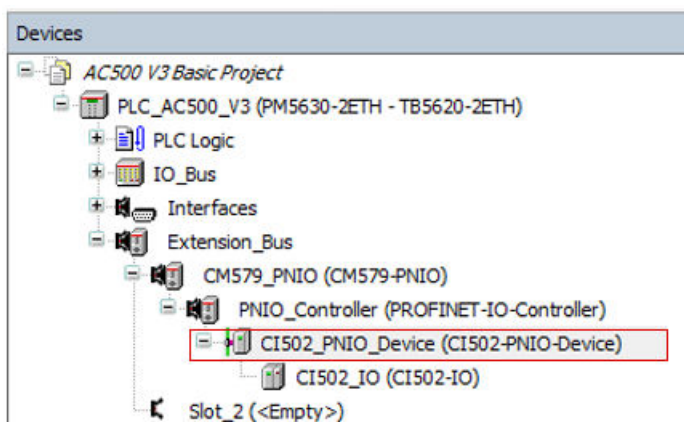 Devices
AC500 V3 Basic Project
PLC_AC500_V3 (PM5630-2ETH - TB5620-2ETH)
PLC Logic
IO_Bus
Interfaces
Extension_Bus
CM579_PNIO (CM579-PNIO)
PNIO_Controller (PROFINET-IO-Controller)
CI502_PNIO_Device (CI502-PNIO-Device)
CI502_IO (CI502-IO)
Slot_2 (<Empty>)